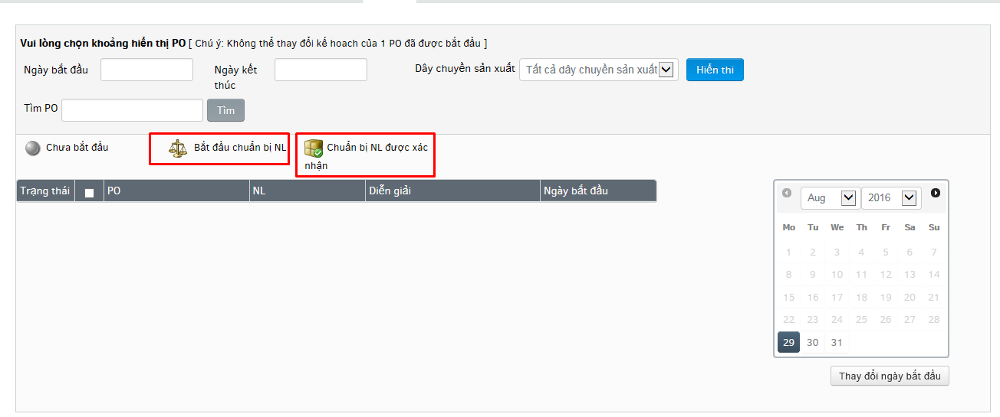 Vui lòng chọn khoảng hiển thị PO [ Chú ý: Không thể thay đổi kế hoach của 1 PO đã được bắt đầu ]
Ngày bắt đầu Ngày kết thúc Dây chuyền sản xuất Tất cả dây chuyền sản xuất Hiển thi
Tìm PO Tìm
Chưa bắt đầu Bắt đầu chuẩn bị NL Chuẩn bị NL được xác
nhận
Trạng thái PO NL Diễn giải Ngày bắt đầu
Aug 2016
Mo Tu We Th Fr Sa Su
1 2 3 4 5 6 7
8 9 10 11 12 13 14
15 16 17 18 19 20 21
22 23 24 25 26 27 28
29 30 31
Thay đổi ngày bắt đầu